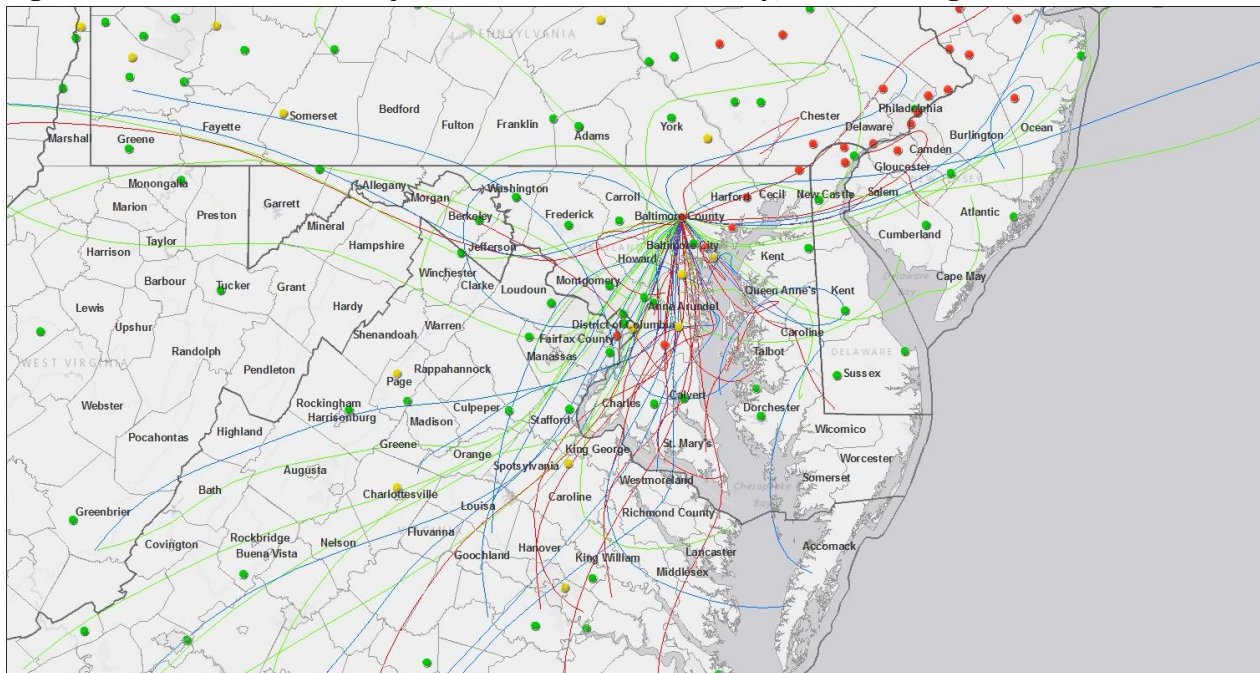 PENNSYLVANIA
Somerset
Bedford
Fulton
Franklin
Adams
York
Chester
Philadelphia
Delaware
Burlington
Ocean
Camden
Gloucester
Fayette
Marshall
Greene
Monongalia
Marion
Preston
Garrett
Allegany
Morgan
Washington
Berkeley
Frederick
Carroll
Harford
Cecil
New Castle
Salem
Atlantic
Cumberland
Cape May
Baltimore County
Baltimore City
Howard
Kent
Mineral
Hampshire
Jefferson
Harrison
Taylor
Barbour
Tucker
Grant
Hardy
Winchester
Clarke
Loudoun
Montgomery
Anne Arundel
Queen Anne's
Kent
Caroline
Delaware
Bay
Lewis
Upshur
Randolph
Pendleton
Shenandoah
Warren
District of Columbia
Fairfax County
Manassas
Talbot
DELAWARE
Sussex
WEST VIRGINIA
Webster
Page
Rappahannock
Rockingham
Harrisonburg
Madison
Culpeper
Stafford
Charles
Calvert
Dorchester
Wicomico
Pocahontas
Highland
Greene
Orange
King George
St. Mary's
Worcester
Somerset
Augusta
Spotsylvania
Westmoreland
Chesapeake
Bay
Bath
Charlottesville
Louisa
Caroline
Richmond County
Greenbrier
Covington
Rockbridge
Buena Vista
Nelson
Fluvanna
Goochland
Hanover
King William
Lancaster
Middlesex
Accomack